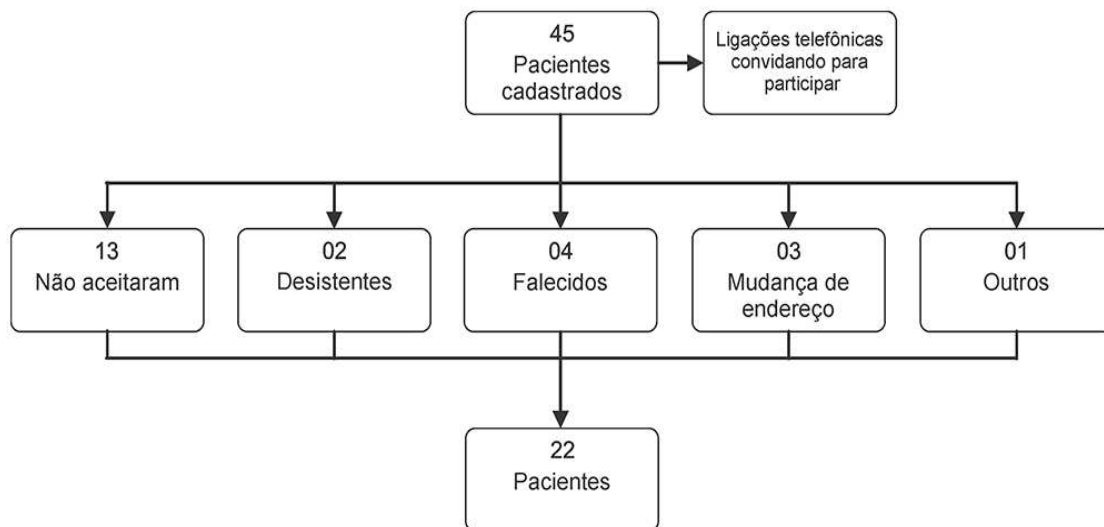 45
Pacientes
cadastrados
Ligações telefônicas
convidando para
participar
13
Não aceitaram
02
Desistentes
04
Falecidos
03
Mudança de
endereço
01
Outros
22
Pacientes